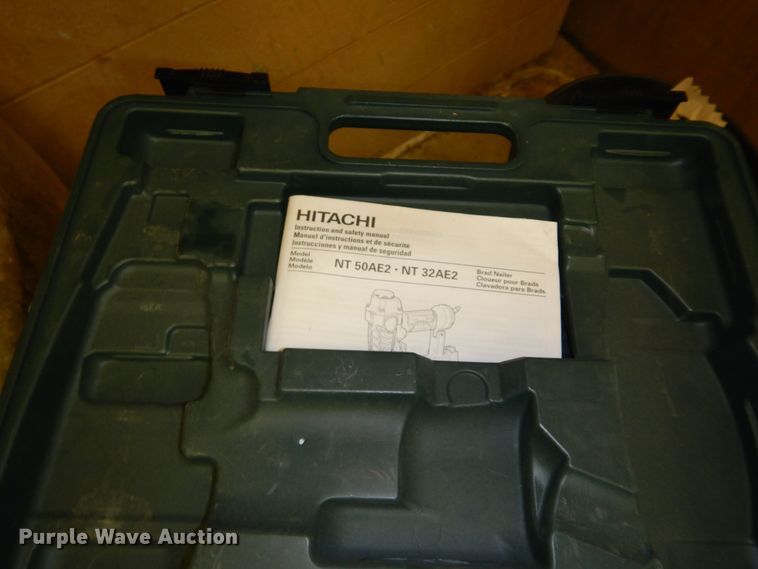 HITACHI
Instruction and safety manual
Manuel d'instructions et de sécurité
Instrucciones y manual de seguridad
Model
Modèle
Modelo
NT 50AE2 · NT 32AE2
Brad Nailer
Cloueur pour Brads
Clavadora para Brads
Purple Wave Auction®